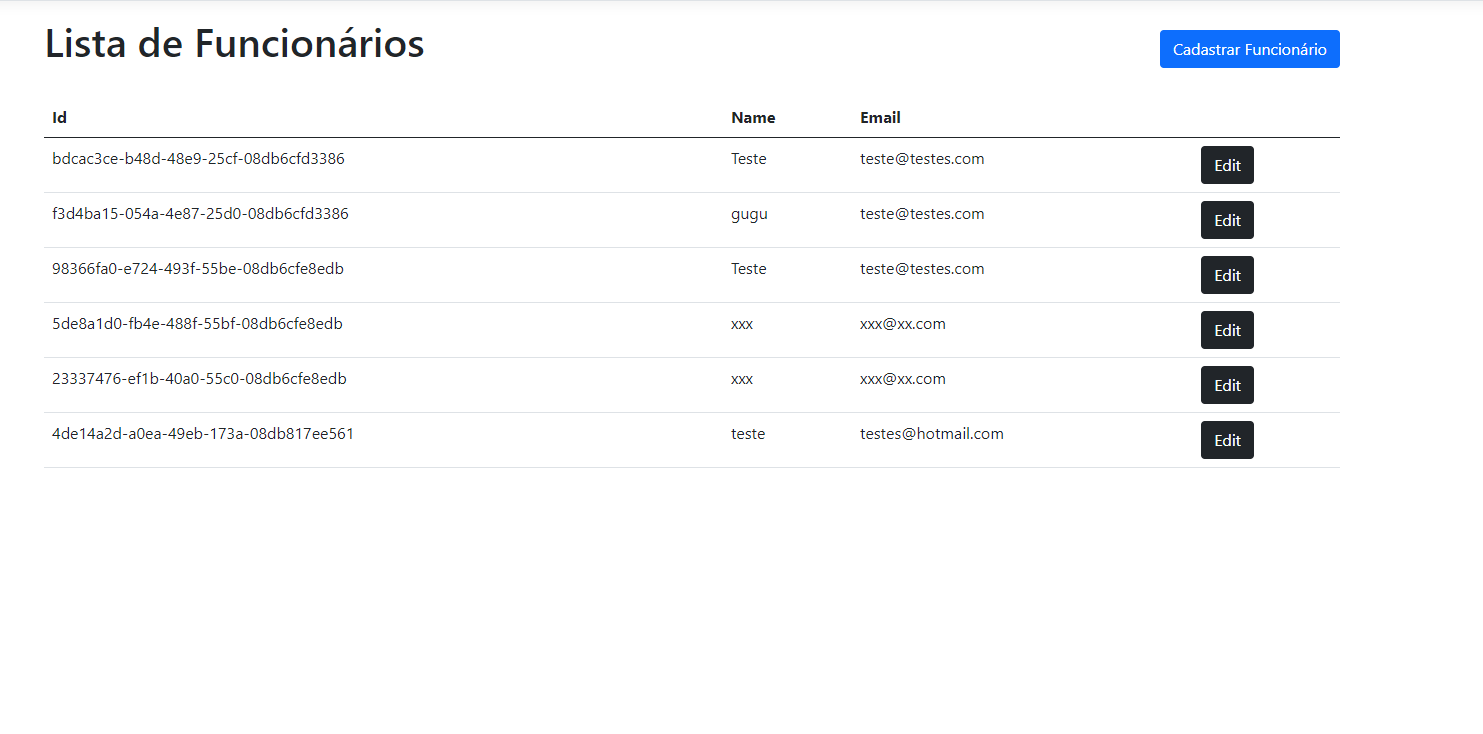 Lista de Funcionários
Cadastrar Funcionário
Id Name Email
bdcac3ce-b48d-48e9-25cf-08db6cfd3386 Teste teste@testes.com Edit
f3d4ba15-054a-4e87-25d0-08db6cfd3386 gugu teste@testes.com Edit
98366fa0-e724-493f-55be-08db6cfe8edb Teste teste@testes.com Edit
5de8a1d0-fb4e-488f-55bf-08db6cfe8edb xxx xxx@xx.com Edit
23337476-ef1b-40a0-55c0-08db6cfe8edb xxx xxx@xx.com Edit
4de14a2d-a0ea-49eb-173a-08db817ee561 teste testes@hotmail.com Edit